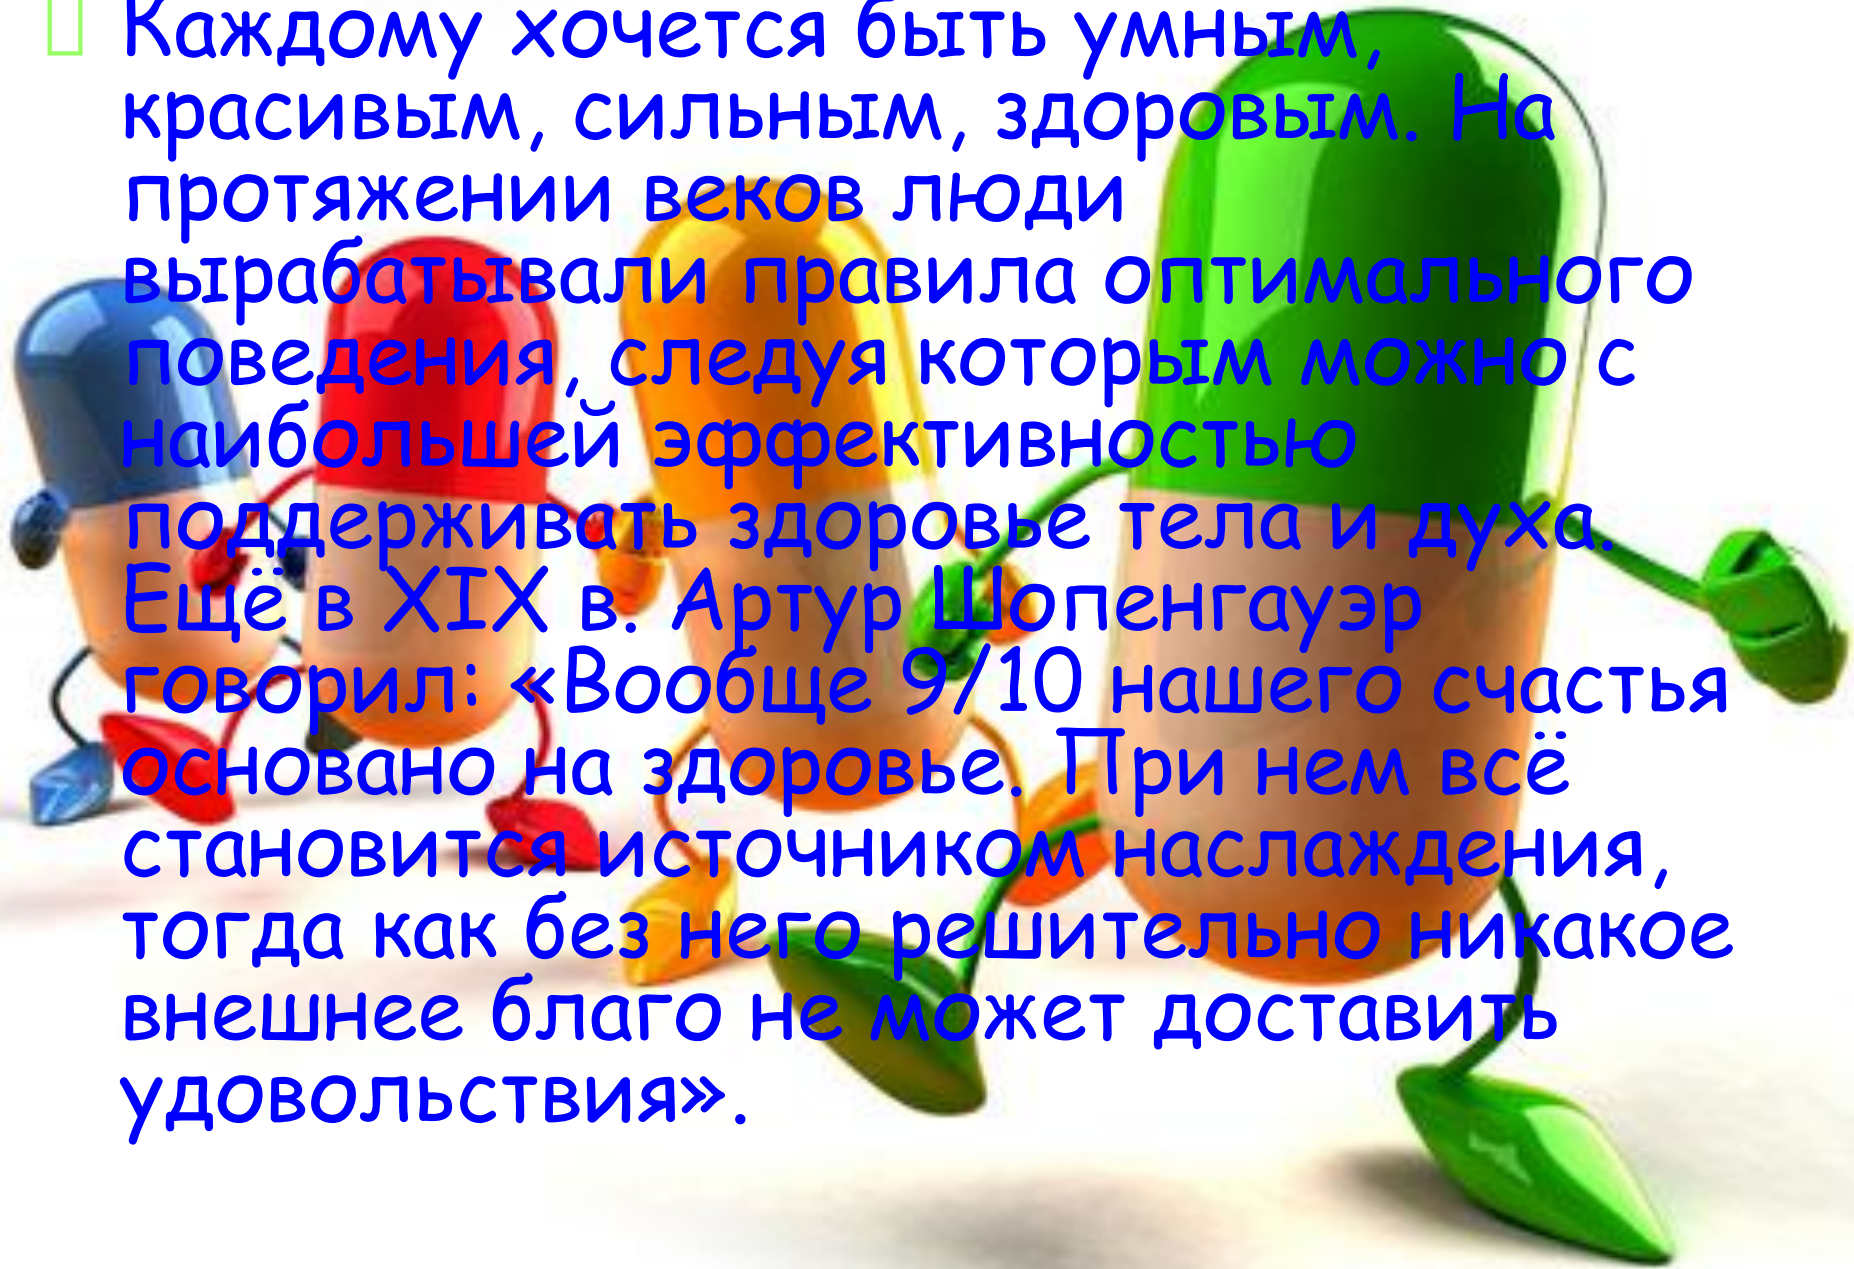 Каждому хочется быть умным,
красивым, сильным, здоровым. На
протяжении веков люди
вырабатывали правила оптимального
поведения, следуя которым можно с
наибольшей эффективностью
поддерживать здоровье тела и духа.
Ещё в XIX в. Артур Шопенгауэр
говорил: «Вообще 9/10 нашего счастья
основано на здоровье. При нем всё
становится источником наслаждения,
тогда как без него решительно никакое
внешнее благо не может доставить
удовольствия».